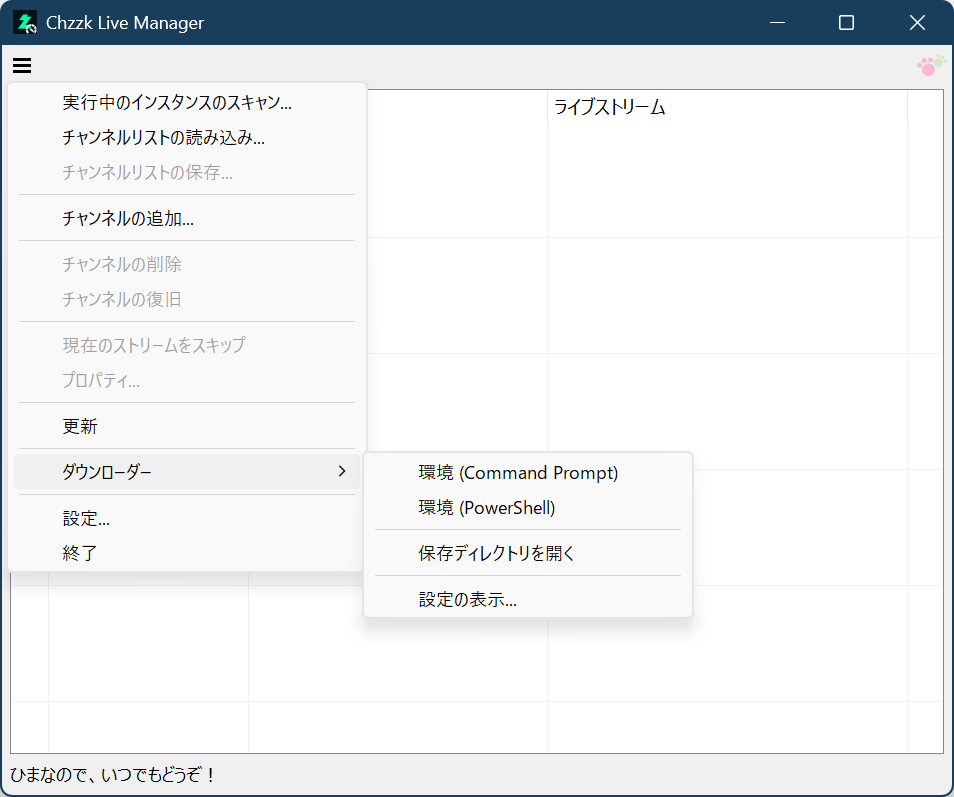 Chzzk Live Manager
ライブストリーム
実行中のインスタンスのスキャン...
チャンネルリストの読み込み...
チャンネルリストの保存...
チャンネルの追加...
チャンネルの削除
チャンネルの復旧
現在のストリームをスキップ
プロパティ...
更新
ダウンローダー
設定...
終了
環境 (Command Prompt)
環境 (PowerShell)
保存ディレクトリを開く
設定の表示...
ひまなので、いつでもどうぞ！